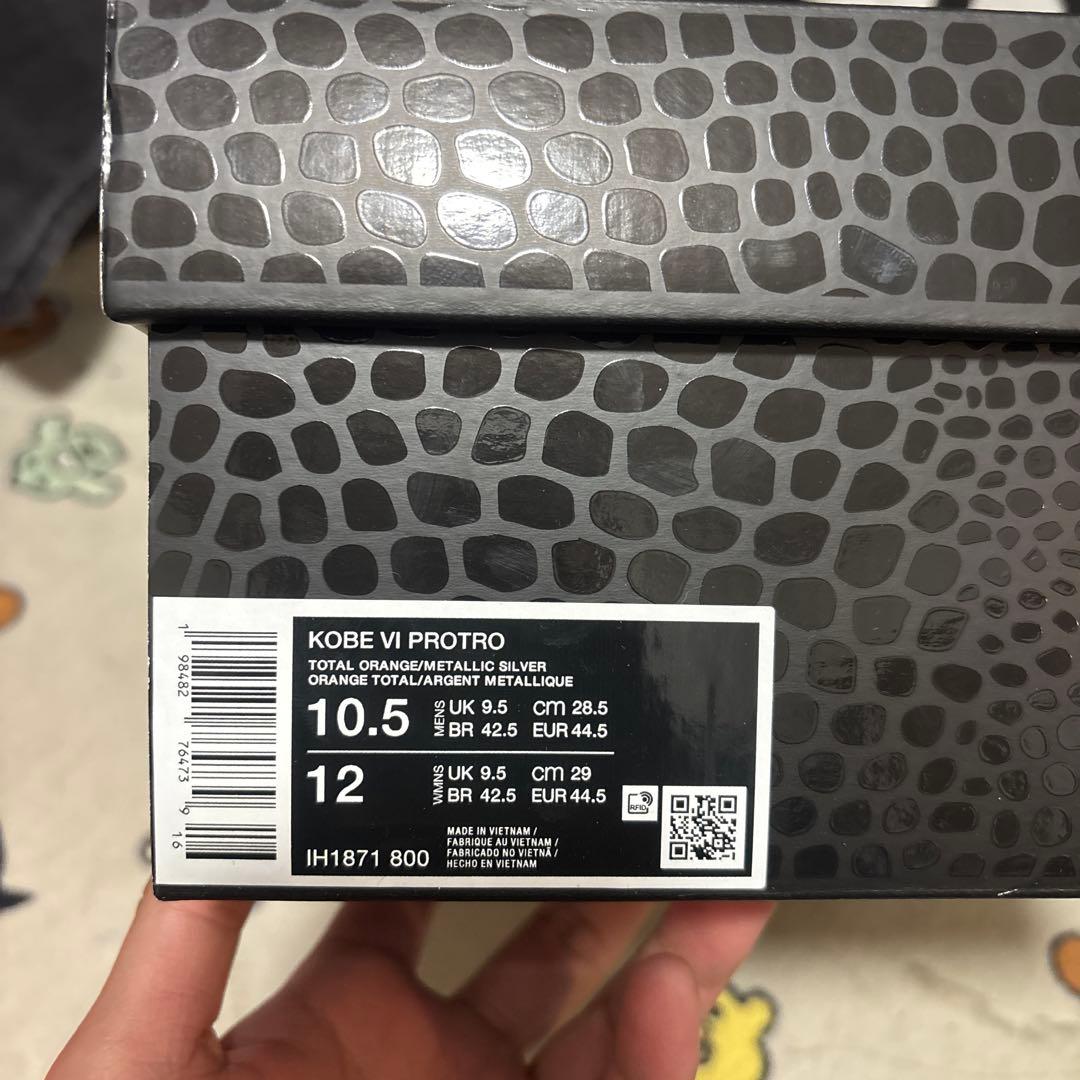 KOBE VI PROTRO
TOTAL ORANGE/METALLIC SILVER
ORANGE TOTAL/ARGENT METALLIQUE
10.5 MENS UK 9.5 cm 28.5
BR 42.5 EUR 44.5
12 WMNS UK 9.5 cm 29
BR 42.5 EUR 44.5
RFID
IH1871 800
MADE IN VIETNAM /
FABRIQUE AU VIETNAM /
FABRICADO NO VIETNÃ /
HECHO EN VIETNAM
1 98482 76473 9 16